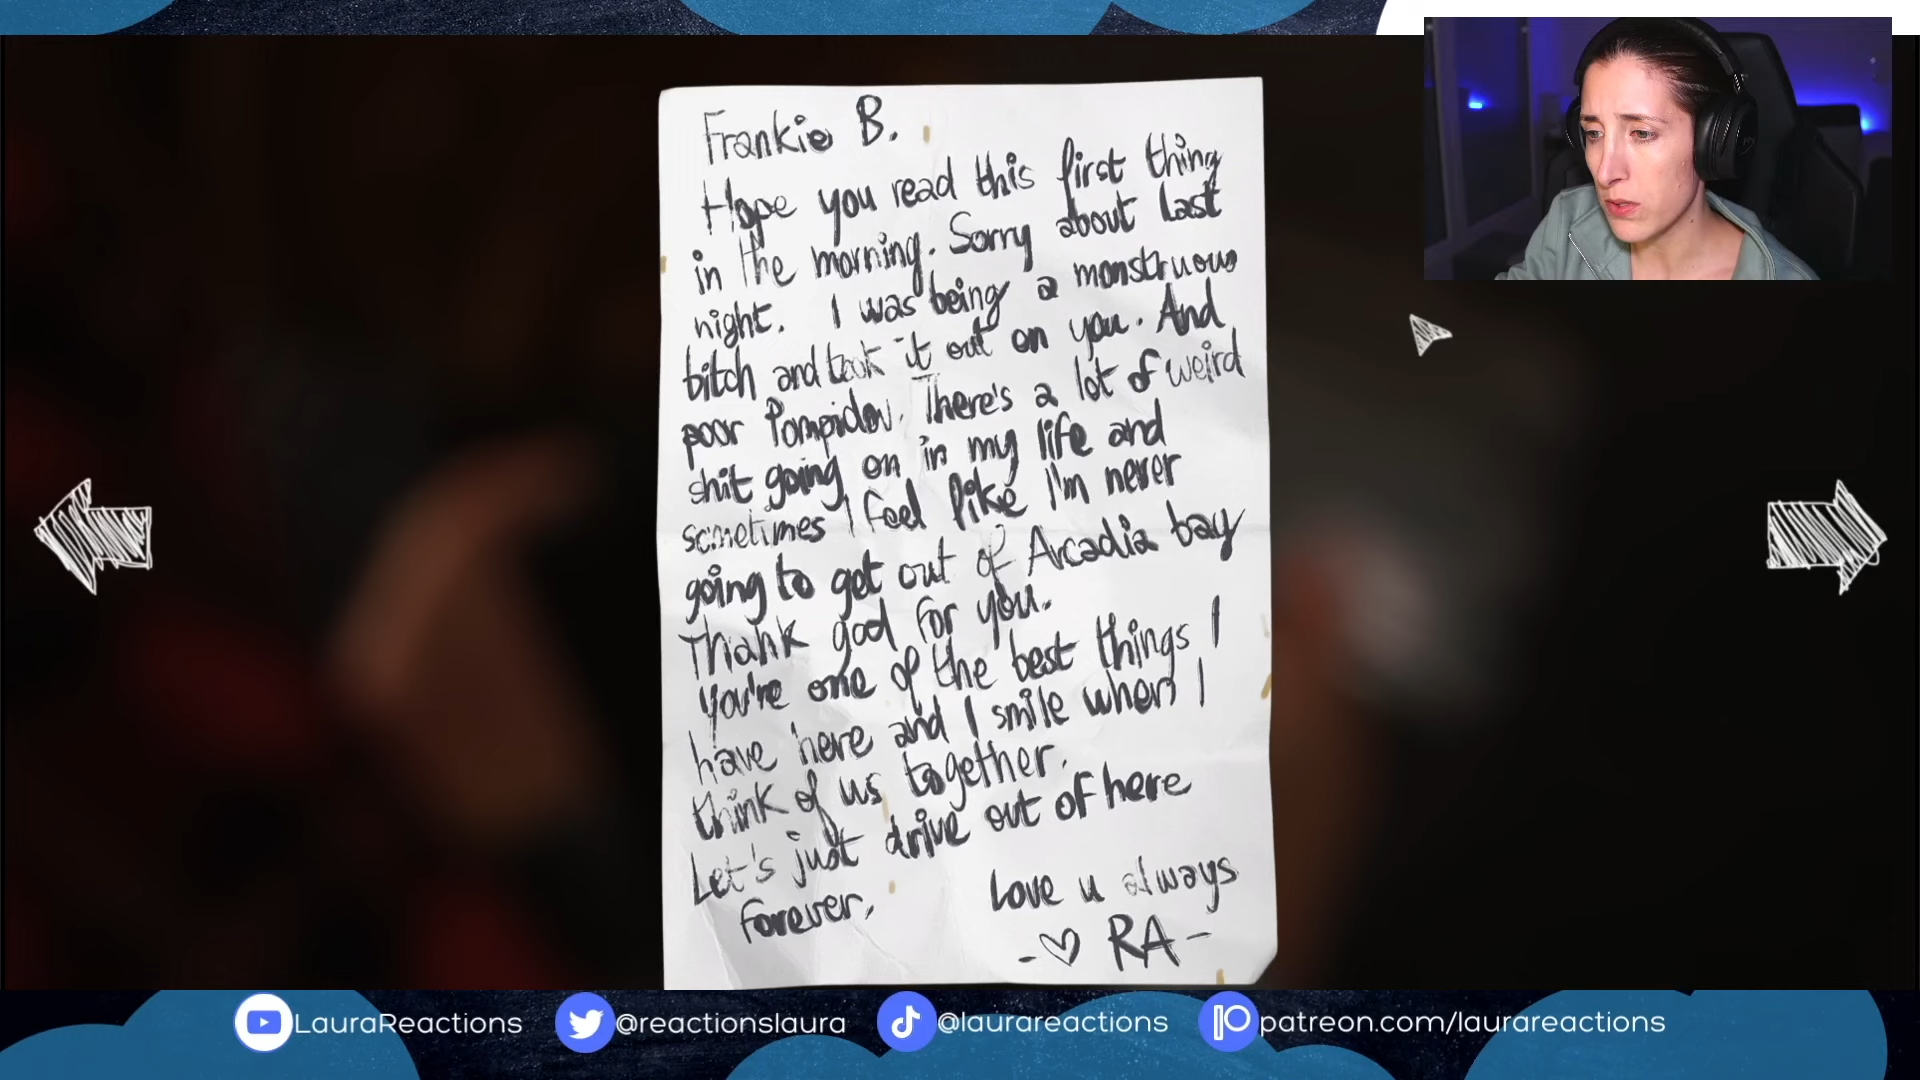 Frankie B.
Hope you read this first thing
in the morning. Sorry about last
night. I was being a monstruous
bitch and took it out on you. And
poor Pompidou. There's a lot of weird
shit going on in my life and
sometimes I feel like I'm never
going to get out of Arcadia bay
Thank god for you.
You're one of the best things I
have here and I smile when I
think of us together.
Let's just drive out of here
forever.
Love u always
-♡ RA-
LauraReactions
@reactionslaura
@laurareactions
patreon.com/laurareactions